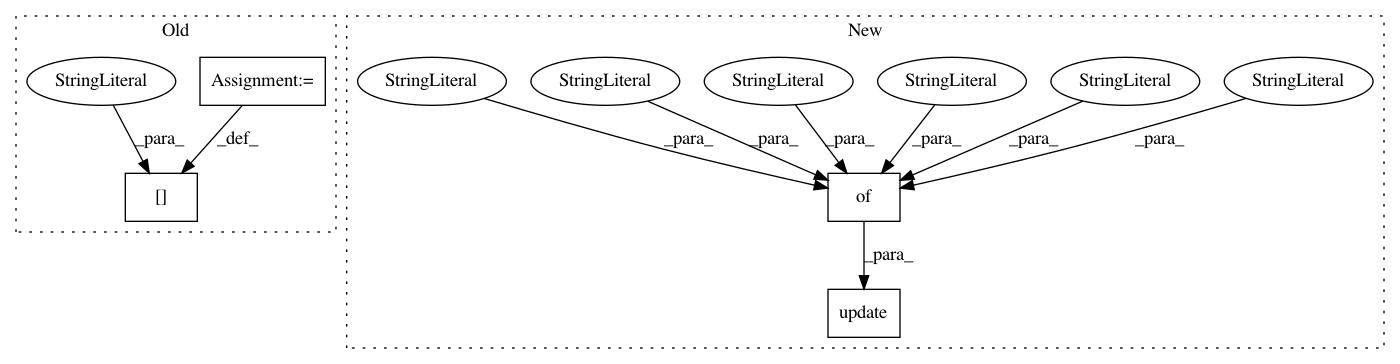 Old
New
StringLiteral
Assignment:=
StringLiteral
StringLiteral
StringLiteral
StringLiteral
StringLiteral
StringLiteral
_para_
_def_
_para_
_para_
_para_
_para_
_para_
_para_
[]
of
_para_
update